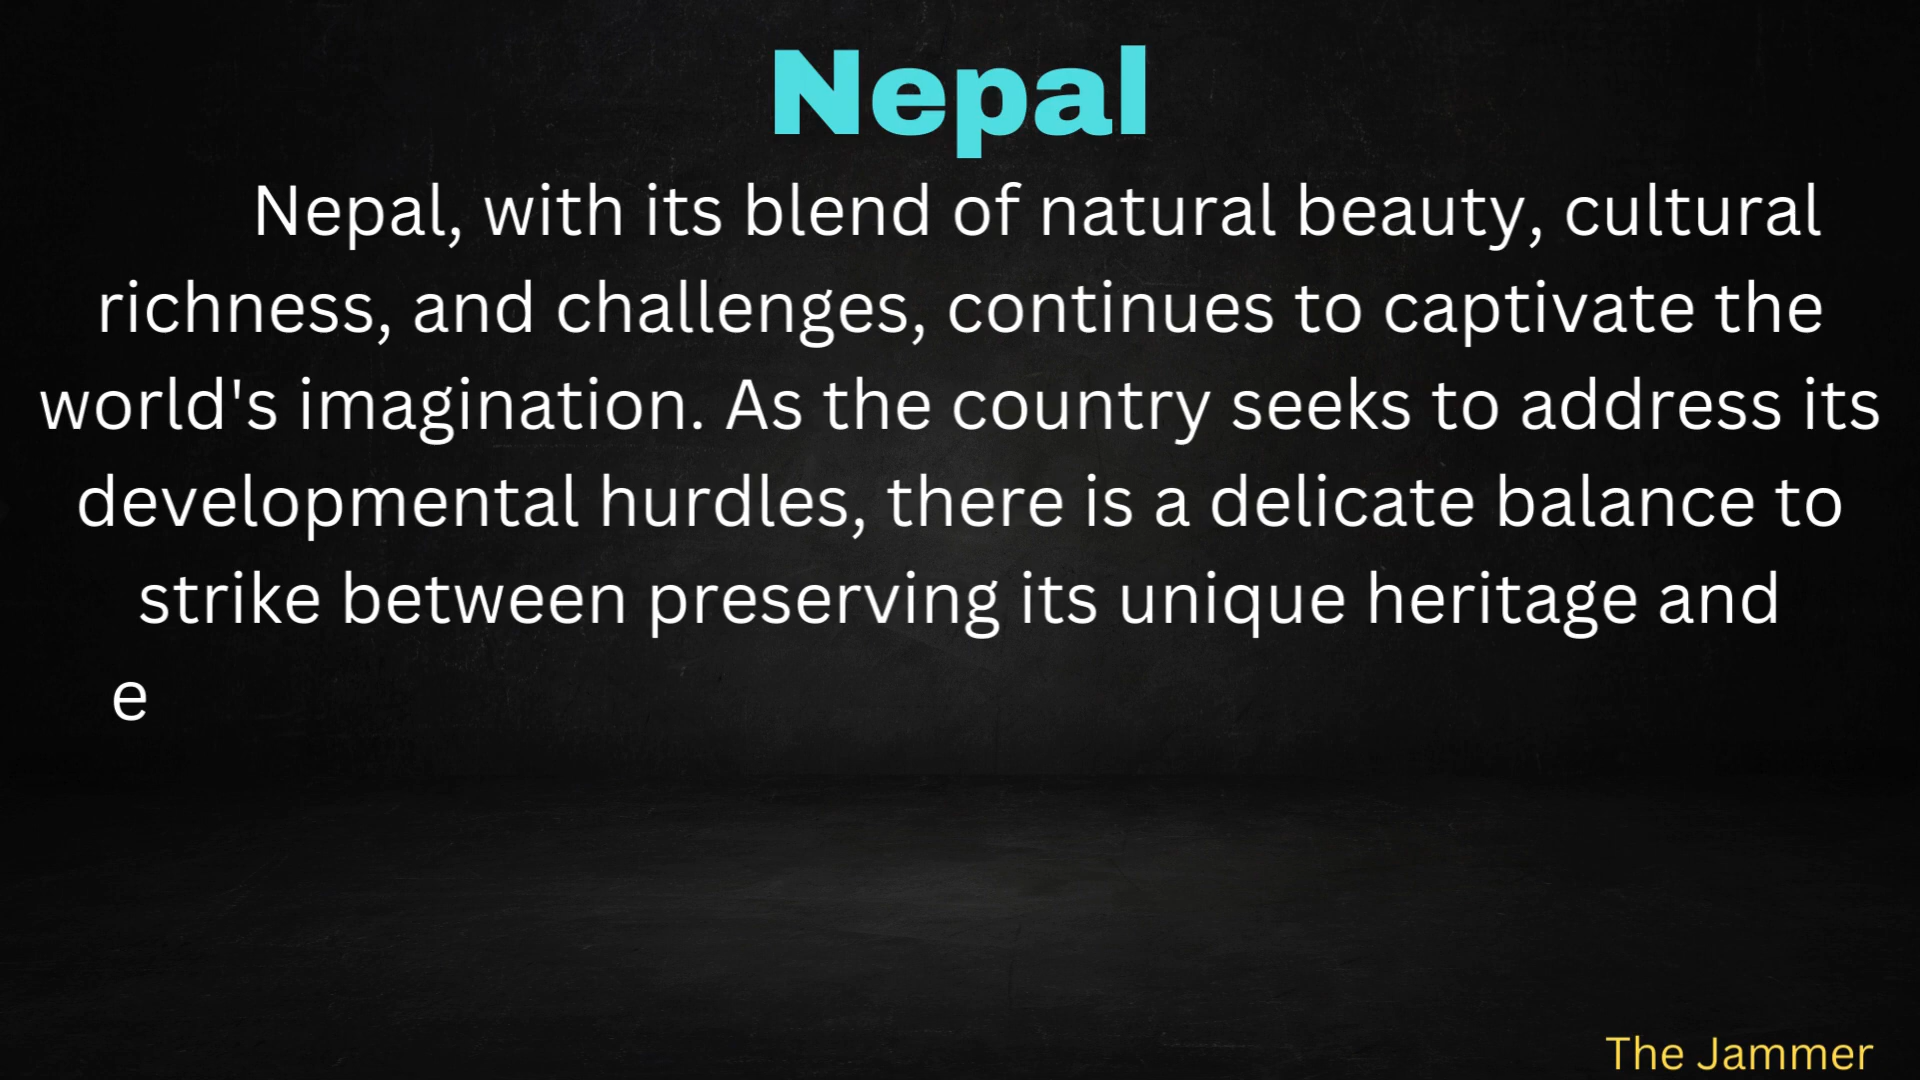 Nepal
Nepal, with its blend of natural beauty, cultural
richness, and challenges, continues to captivate the
world's imagination. As the country seeks to address its
developmental hurdles, there is a delicate balance to
strike between preserving its unique heritage and
e
The Jammer